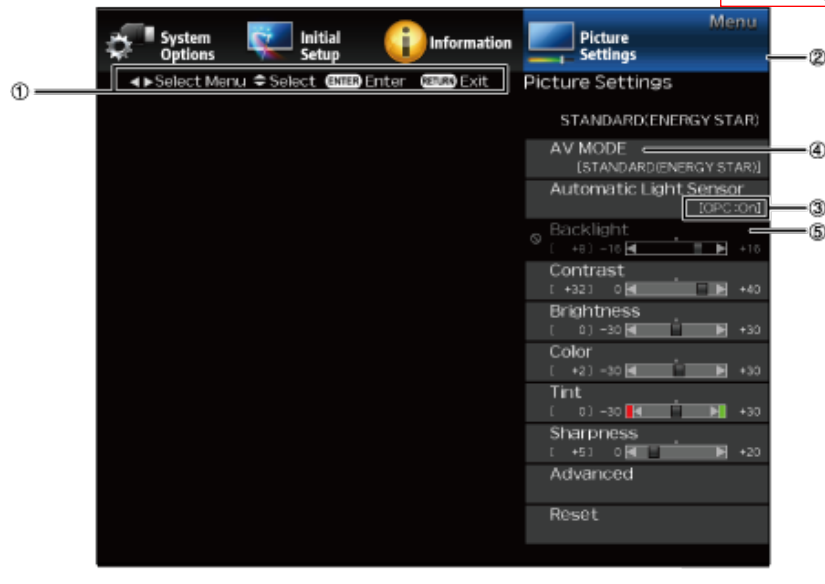 Menu
System Options
Initial Setup
Information
Picture Settings
②
① ◀▶Select Menu ⬍Select ENTER Enter RETURN Exit
Picture Settings
STANDARD(ENERGY STAR)
AV MODE ④
[STANDARD(ENERGY STAR)]
Automatic Light Sensor
[OPC:On] ③
Backlight ⑤
[ +8] -16 +16
Contrast
[ +32] 0 +40
Brightness
[ 0] -30 +30
Color
[ +2] -30 +30
Tint
[ 0] -30 +30
Sharpness
[ +5] 0 +20
Advanced
Reset